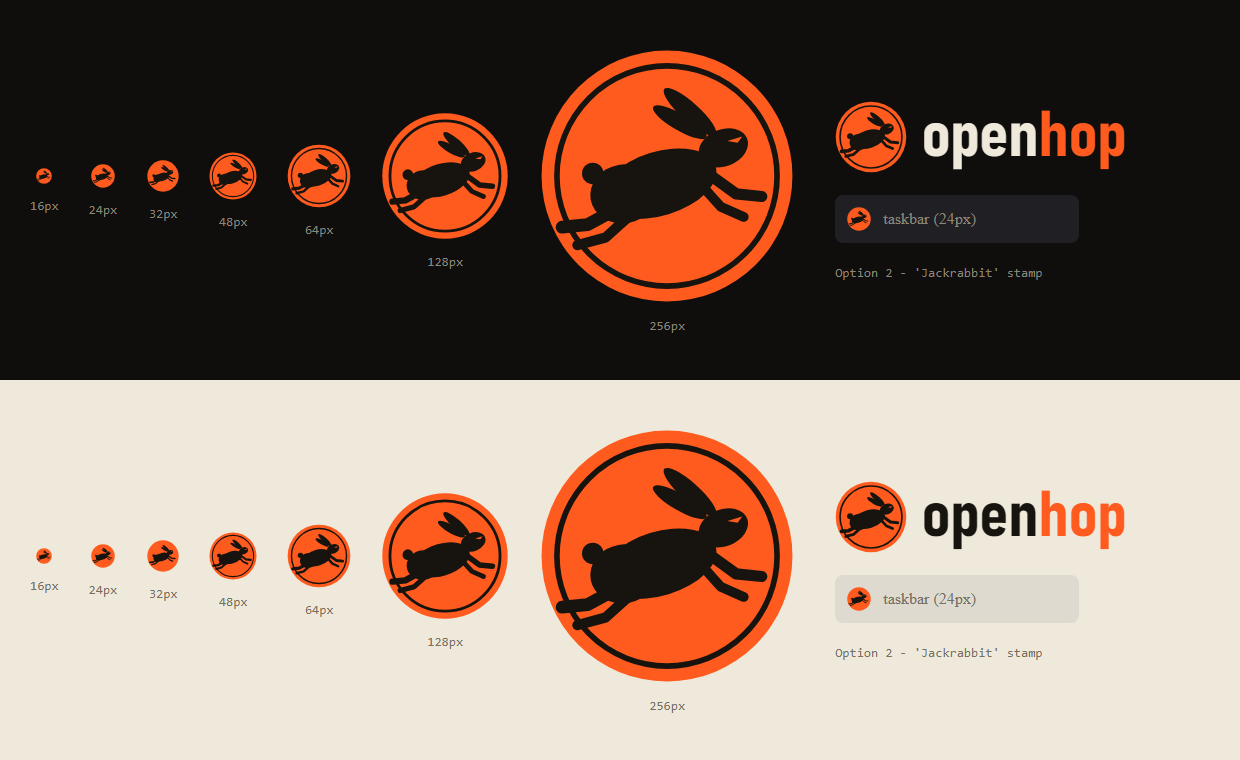 openhop
taskbar (24px)
16px
24px
32px
48px
64px
128px
256px
Option 2 - 'Jackrabbit' stamp
openhop
taskbar (24px)
16px
24px
32px
48px
64px
128px
256px
Option 2 - 'Jackrabbit' stamp